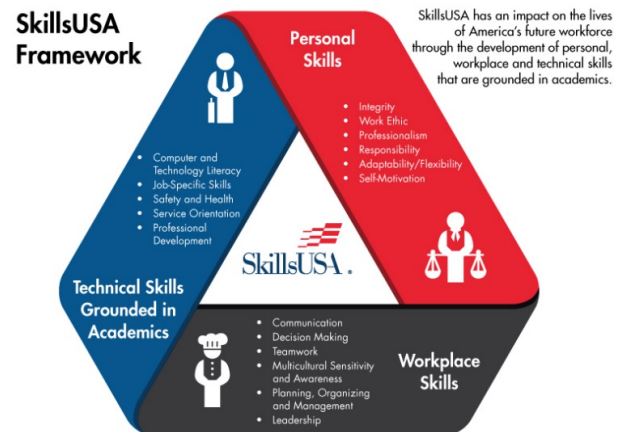 SkillsUSA
Framework
SkillsUSA has an impact on the lives
of America's future workforce
through the development of personal,
workplace and technical skills
that are grounded in academics.
Personal
Skills
• Integrity
• Work Ethic
• Professionalism
• Responsibility
• Adaptability/Flexibility
• Self-Motivation
• Computer and
Technology Literacy
• Job-Specific Skills
• Safety and Health
• Service Orientation
• Professional
Development
Technical Skills
Grounded in
Academics
SkillsUSA®
• Communication
• Decision Making
• Teamwork
• Multicultural Sensitivity
and Awareness
• Planning, Organizing
and Management
• Leadership
Workplace
Skills